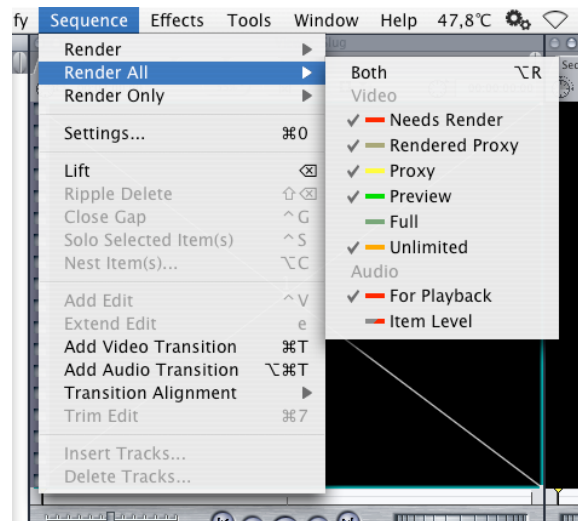 fy Sequence Effects Tools Window Help 47,8℃
Render
Render All
Render Only
Settings... ⌘0
Lift ⌫
Ripple Delete ⇧⌫
Close Gap ^G
Solo Selected Item(s) ^S
Nest Item(s)... ⌥C
Add Edit ^V
Extend Edit e
Add Video Transition ⌘T
Add Audio Transition ⌥⌘T
Transition Alignment
Trim Edit ⌘7
Insert Tracks...
Delete Tracks...
lug
Both ⌥R
Video
Needs Render
Rendered Proxy
Proxy
Preview
Full
Unlimited
Audio
For Playback
Item Level
Sec